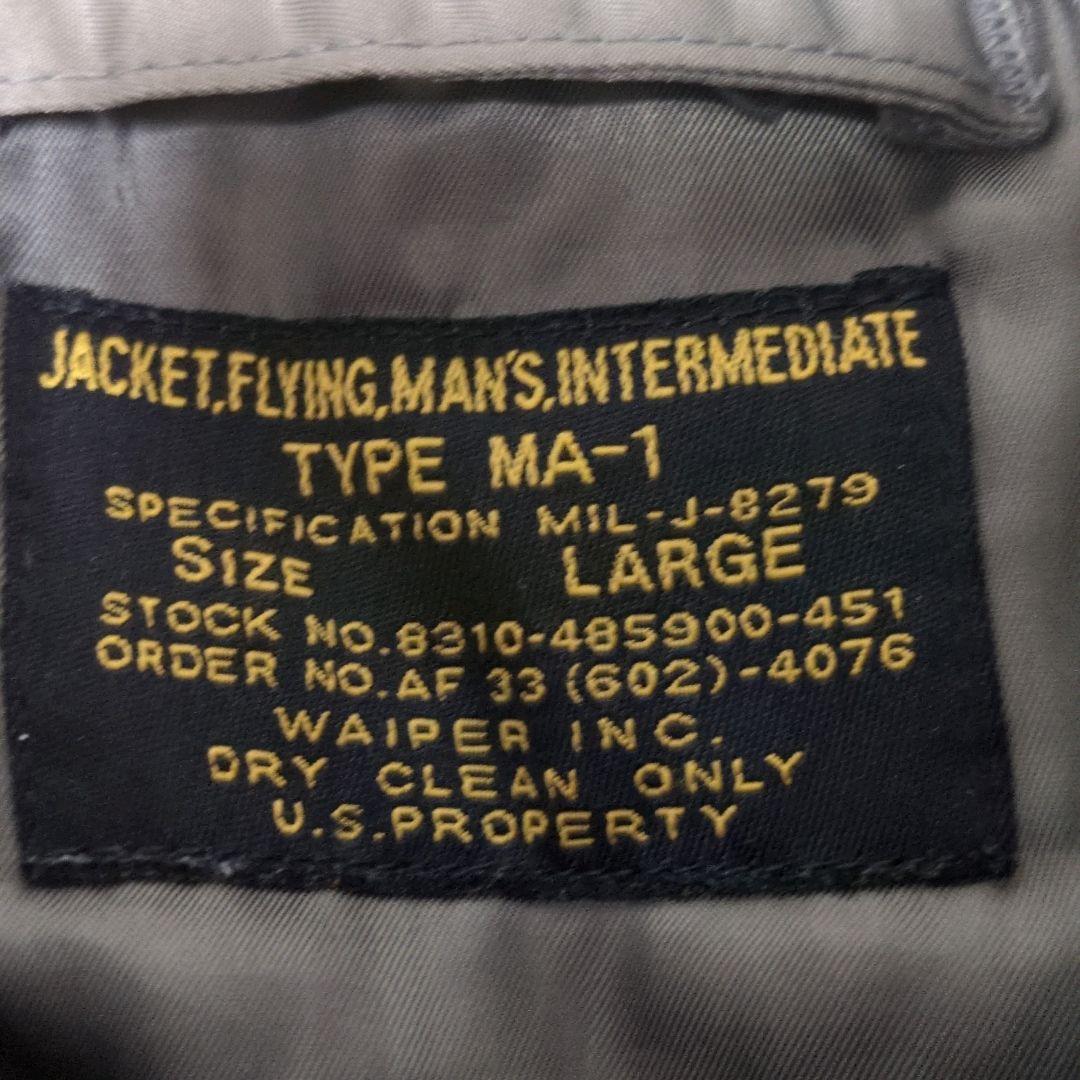 JACKET,FLYING,MAN'S,INTERMEDIATE
TYPE MA-1
SPECIFICATION MIL-J-8279
SIZE LARGE
STOCK NO.8310-485900-451
ORDER NO.AF 33 (602)-4076
WAIPER INC.
DRY CLEAN ONLY
U.S.PROPERTY